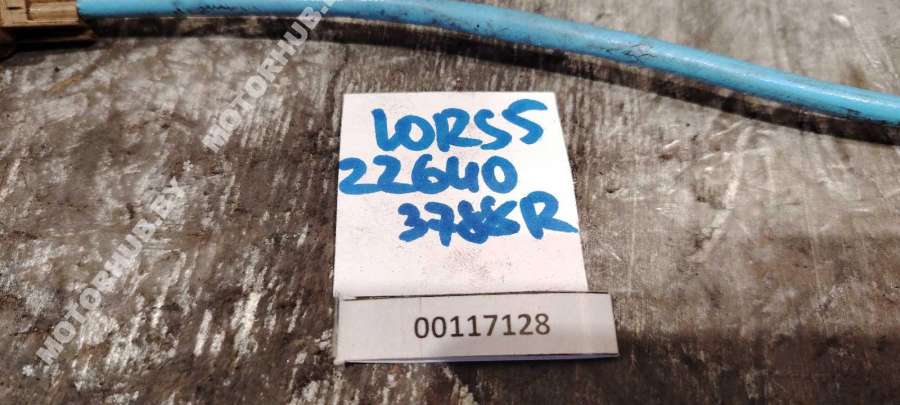 LORSS
22640
3788R
00117128
* MOTORHUB.BY
MOTORHUB.BY